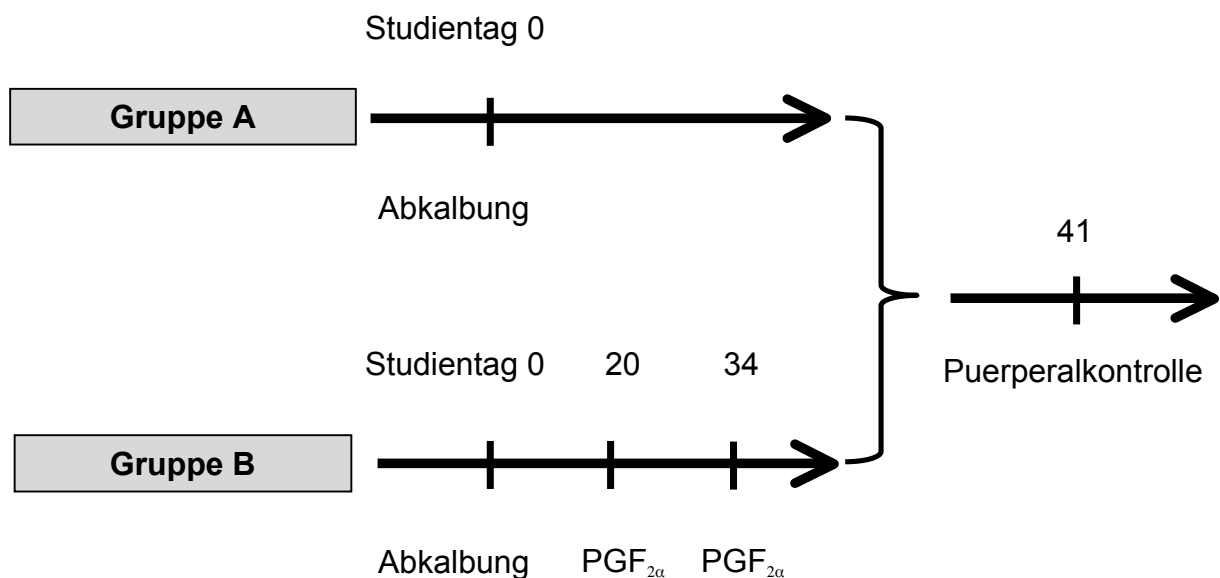 Studientag 0
Gruppe A
Abkalbung
41
Puerperalkontrolle
Studientag 0 20 34
Gruppe B
Abkalbung PGF2α PGF2α